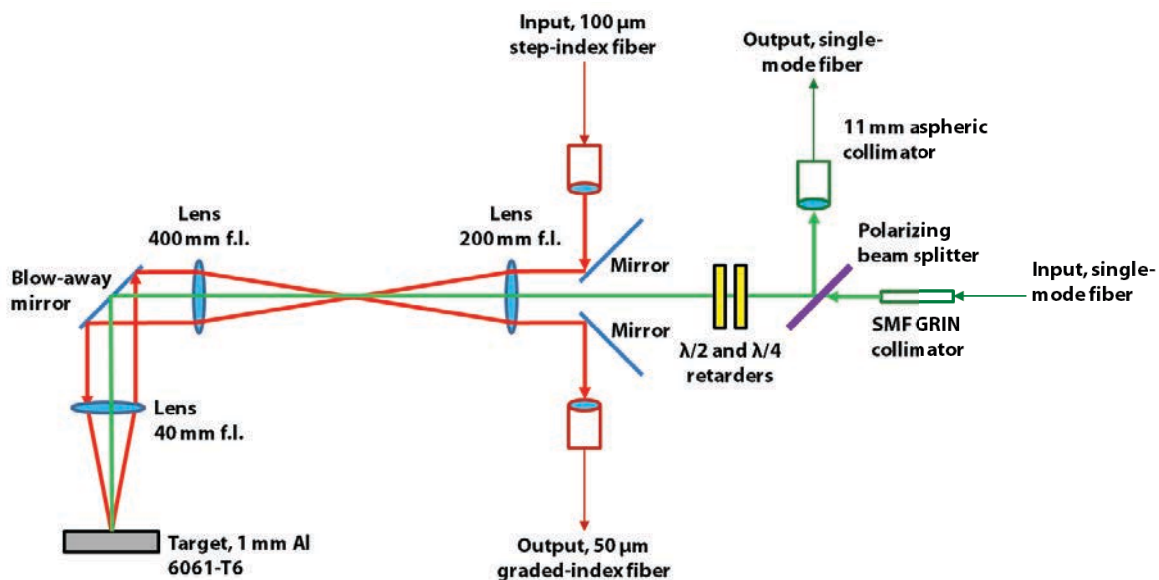 Input, 100 µm
step-index fiber
Output, single-
mode fiber
11 mm aspheric
collimator
Lens
400 mm f.l.
Lens
200 mm f.l.
Mirror
Polarizing
beam splitter
Blow-away
mirror
Input, single-
mode fiber
Mirror
SMF GRIN
collimator
λ/2 and λ/4
retarders
Lens
40 mm f.l.
Target, 1 mm Al
6061-T6
Output, 50 µm
graded-index fiber